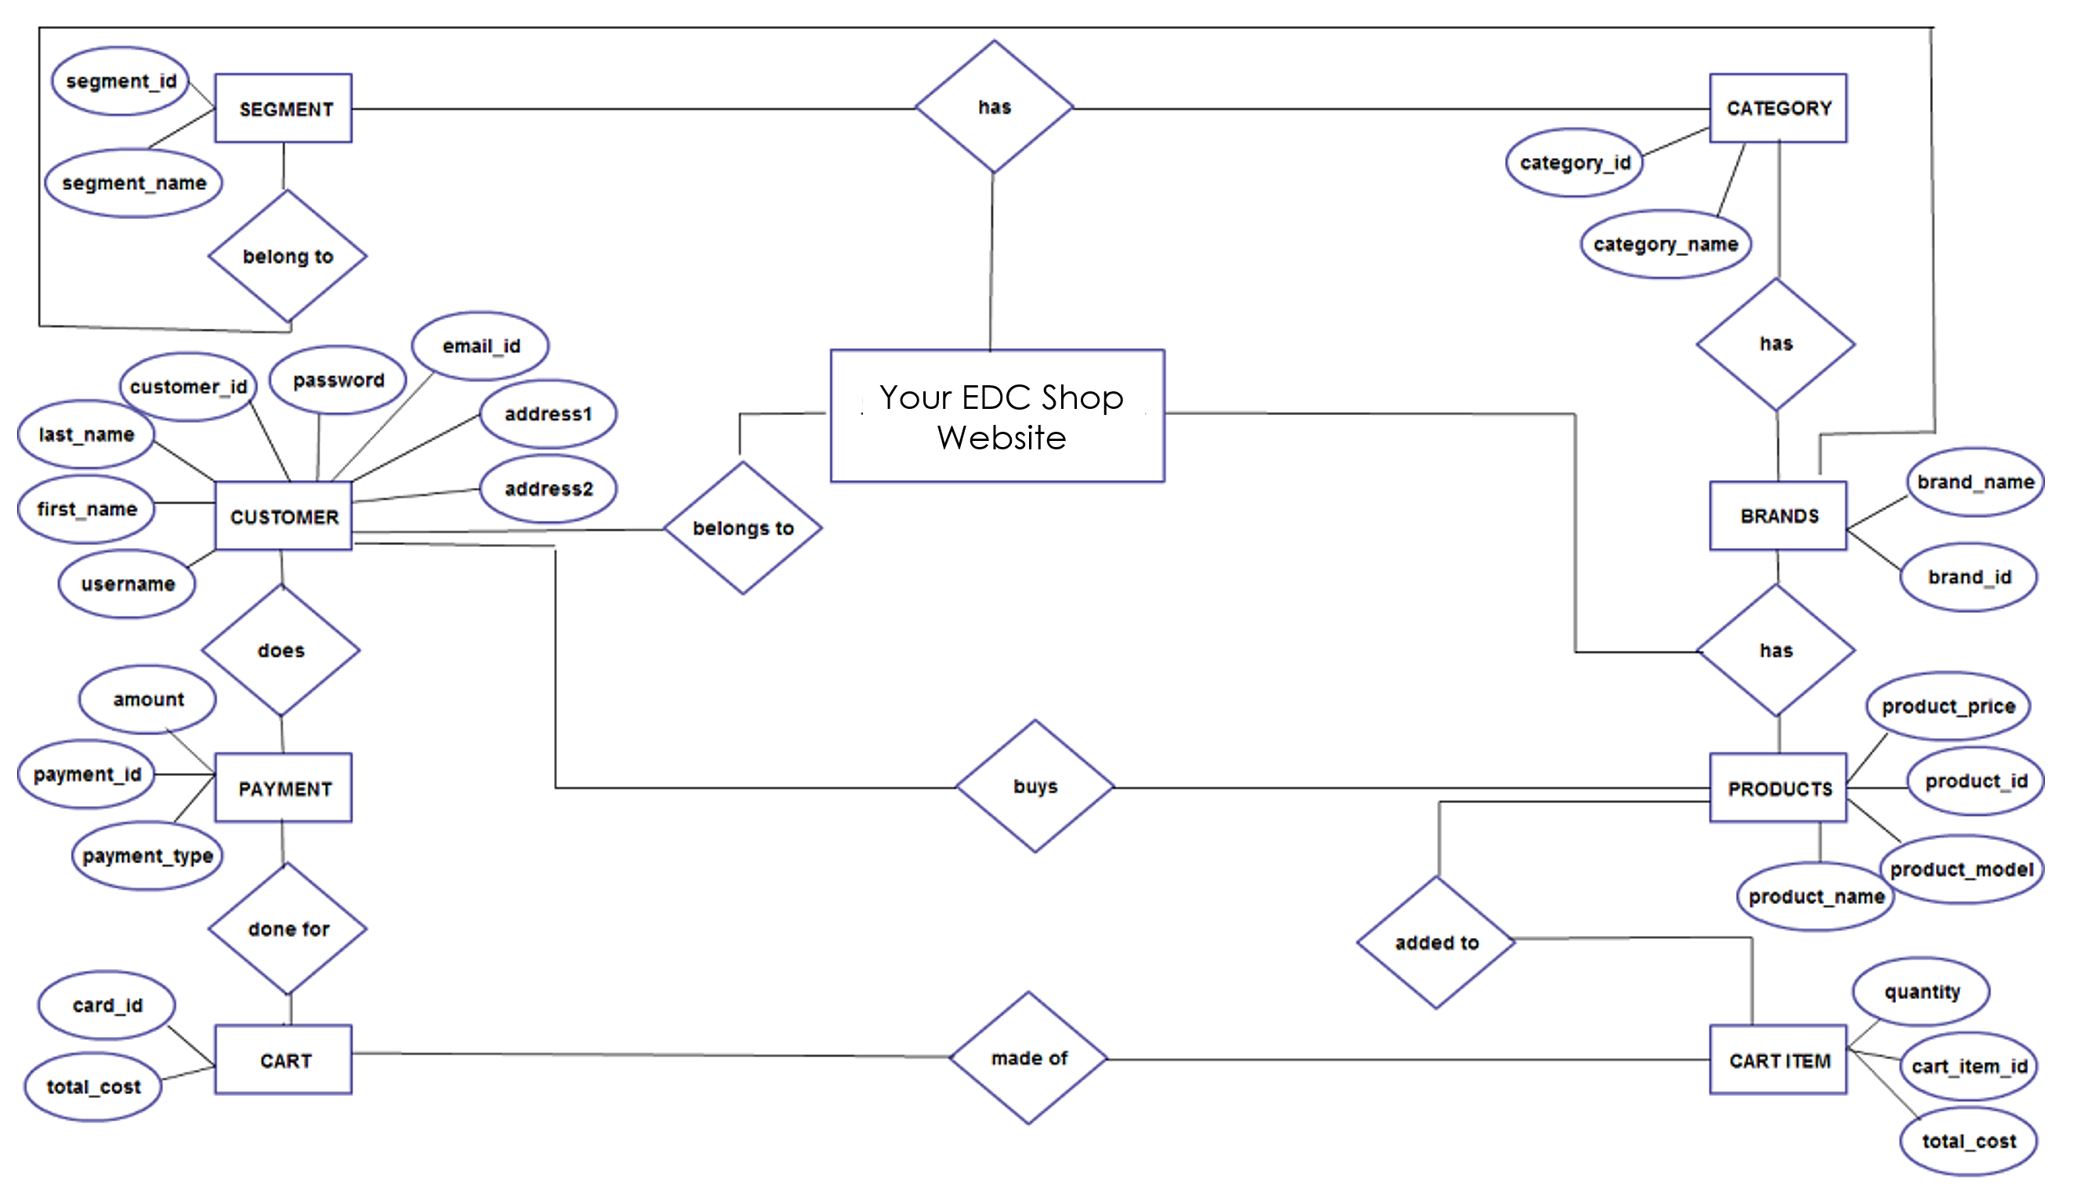 segment_id
SEGMENT
has
CATEGORY
category_id
segment_name
category_name
belong to
has
email_id
password
customer_id
Your EDC Shop
Website
address1
last_name
address2
first_name
CUSTOMER
belongs to
BRANDS
brand_name
brand_id
username
does
has
amount
product_price
payment_id
PAYMENT
buys
PRODUCTS
product_id
payment_type
product_model
product_name
done for
added to
card_id
quantity
CART
made of
CART ITEM
cart_item_id
total_cost
total_cost